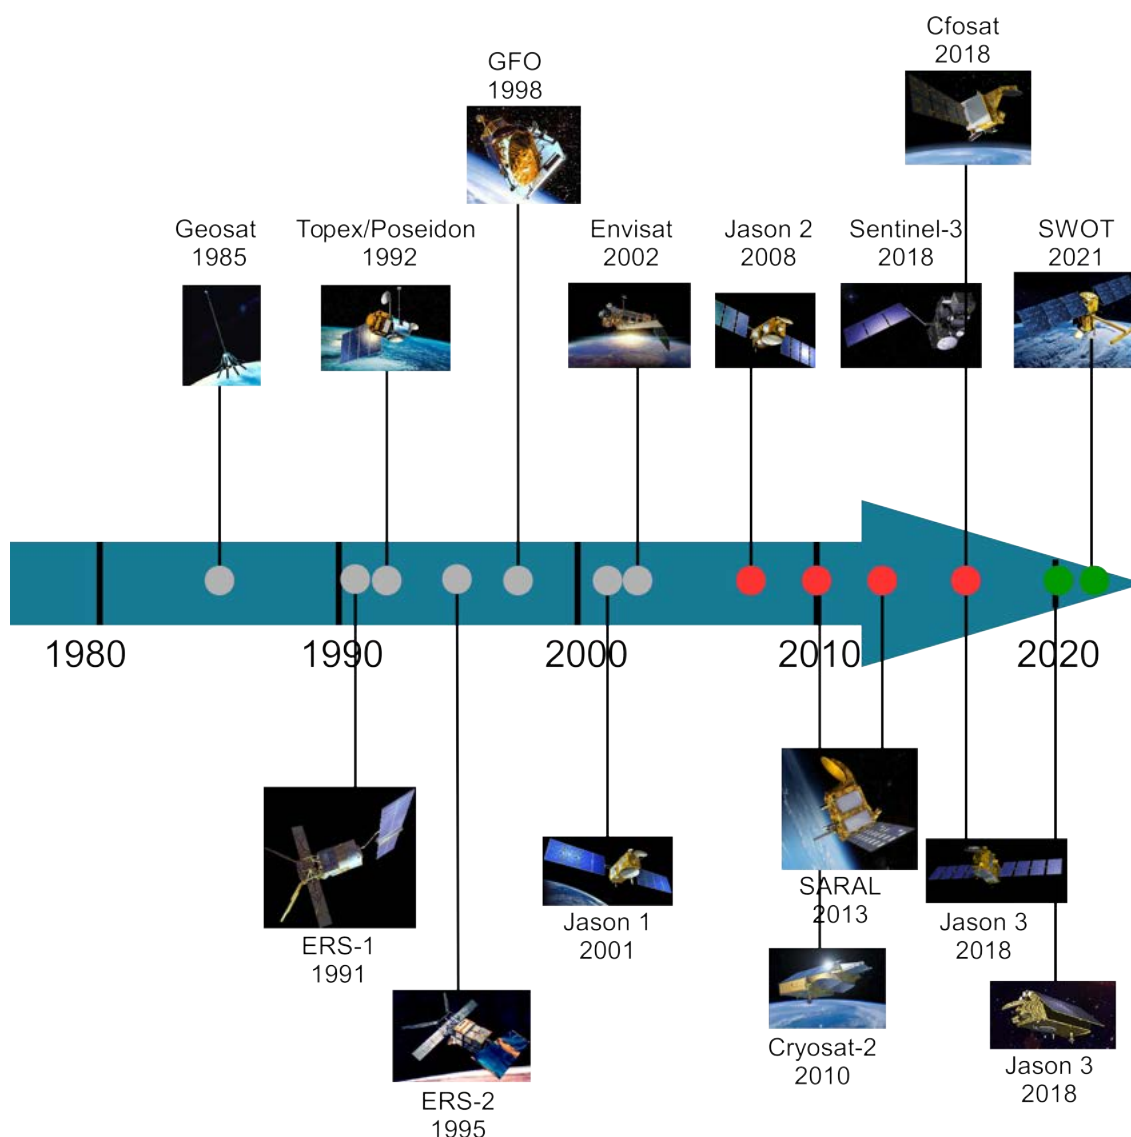 Cfosat
2018
GFO
1998
Geosat
1985
Topex/Poseidon
1992
Envisat
2002
Jason 2
2008
Sentinel-3
2018
SWOT
2021
1980
1990
2000
2010
2020
ERS-1
1991
ERS-2
1995
Jason 1
2001
SARAL
2013
Cryosat-2
2010
Jason 3
2018
Jason 3
2018